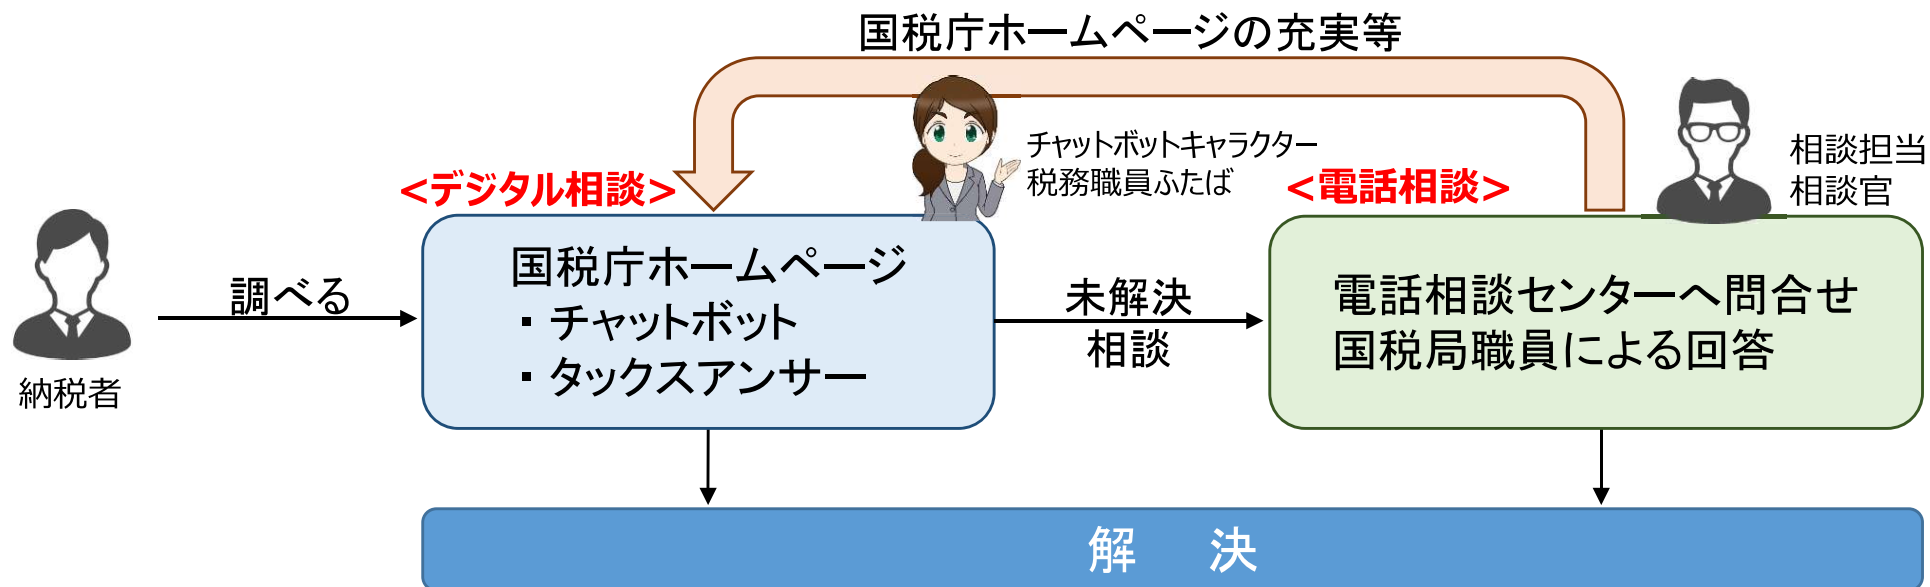 国税庁ホームページの充実等
チャットボットキャラクター
税務職員ふたば
相談担当
相談官
<デジタル相談>
<電話相談>
納税者
調べる
国税庁ホームページ
・チャットボット
・タックスアンサー
未解決
相談
電話相談センターへ問合せ
国税局職員による回答
解　決